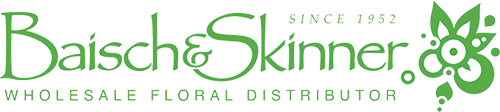 SINCE 1952
Baisch&Skinner
WHOLESALE FLORAL DISTRIBUTOR